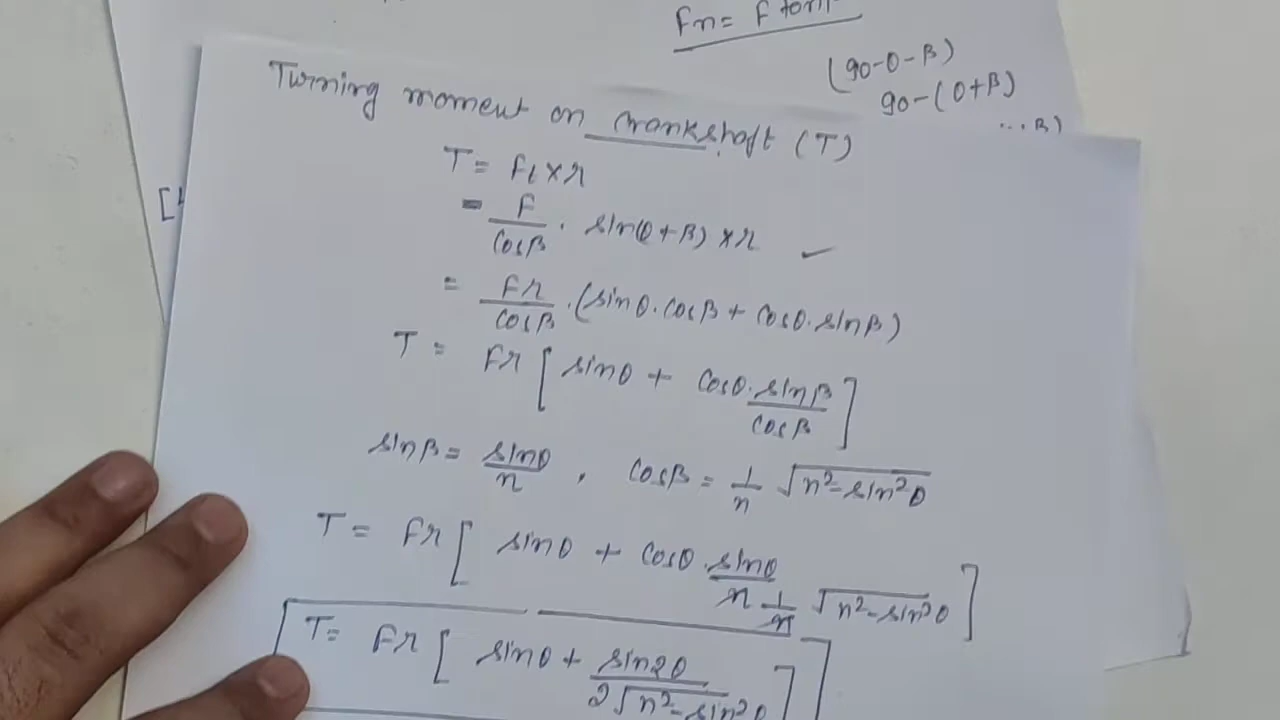 Fn = F tan
(90-θ-β)
90-(θ+β)
β)
Turning moment on crankshaft (T)
T = Ft × r
= F/cosβ · sin(θ+β) × r ✓
= Fr/cosβ · (sinθ.cosβ + cosθ.sinβ)
T = Fr [ sinθ + cosθ.sinβ/cosβ ]
sinβ = sinθ/n , cosβ = 1/n √n²-sin²θ
T = Fr [ sinθ + cosθ.sinθ/n 1/n √n²-sin²θ ]
T = Fr [ sinθ + sin2θ/2√n²-sin²θ ]